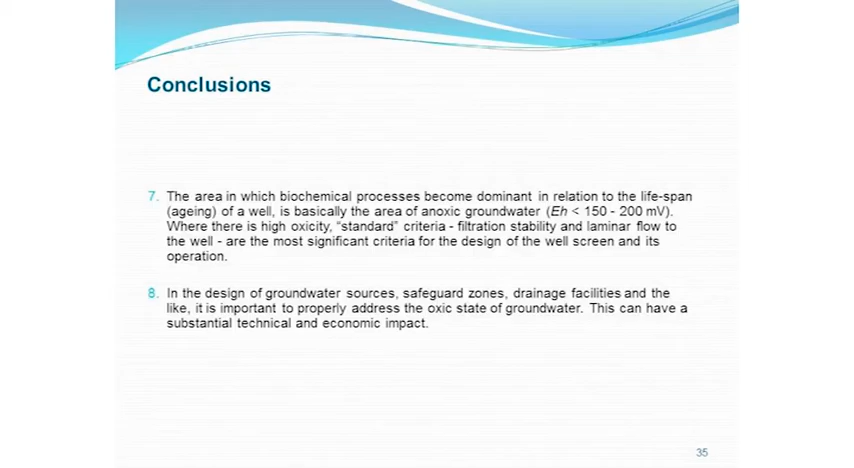 Conclusions
7. The area in which biochemical processes become dominant in relation to the life-span
(ageing) of a well, is basically the area of anoxic groundwater (Eh < 150 - 200 mV).
Where there is high oxicity, “standard” criteria - filtration stability and laminar flow to
the well - are the most significant criteria for the design of the well screen and its
operation.
8. In the design of groundwater sources, safeguard zones, drainage facilities and the
like, it is important to properly address the oxic state of groundwater. This can have a
substantial technical and economic impact.
35